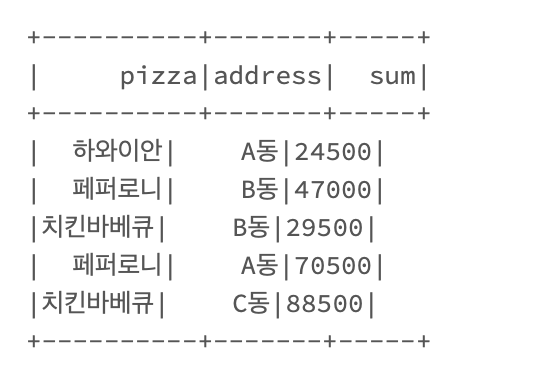 +----------+-------+-----+
|     pizza|address|  sum|
+----------+-------+-----+
|  하와이안|    A동|24500|
|  페퍼로니|    B동|47000|
|치킨바베큐|    B동|29500|
|  페퍼로니|    A동|70500|
|치킨바베큐|    C동|88500|
+----------+-------+-----+